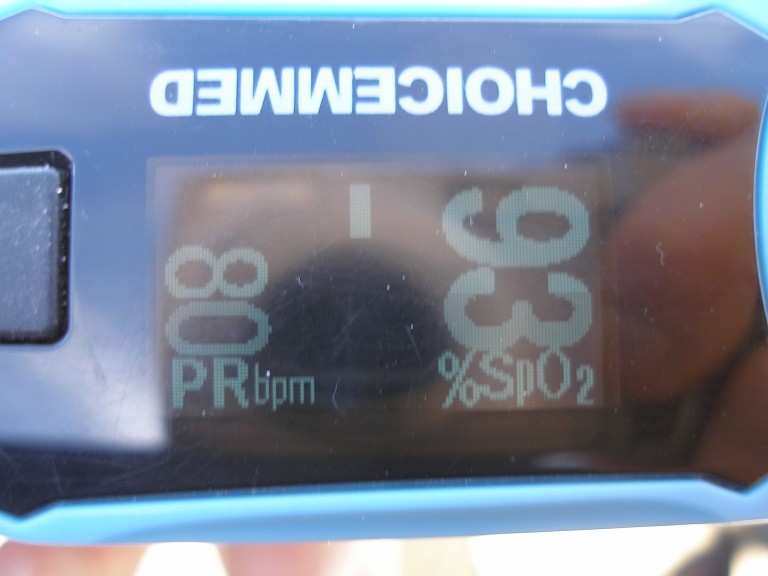 CHOICEMMED
93
%SpO2
80
PRbpm